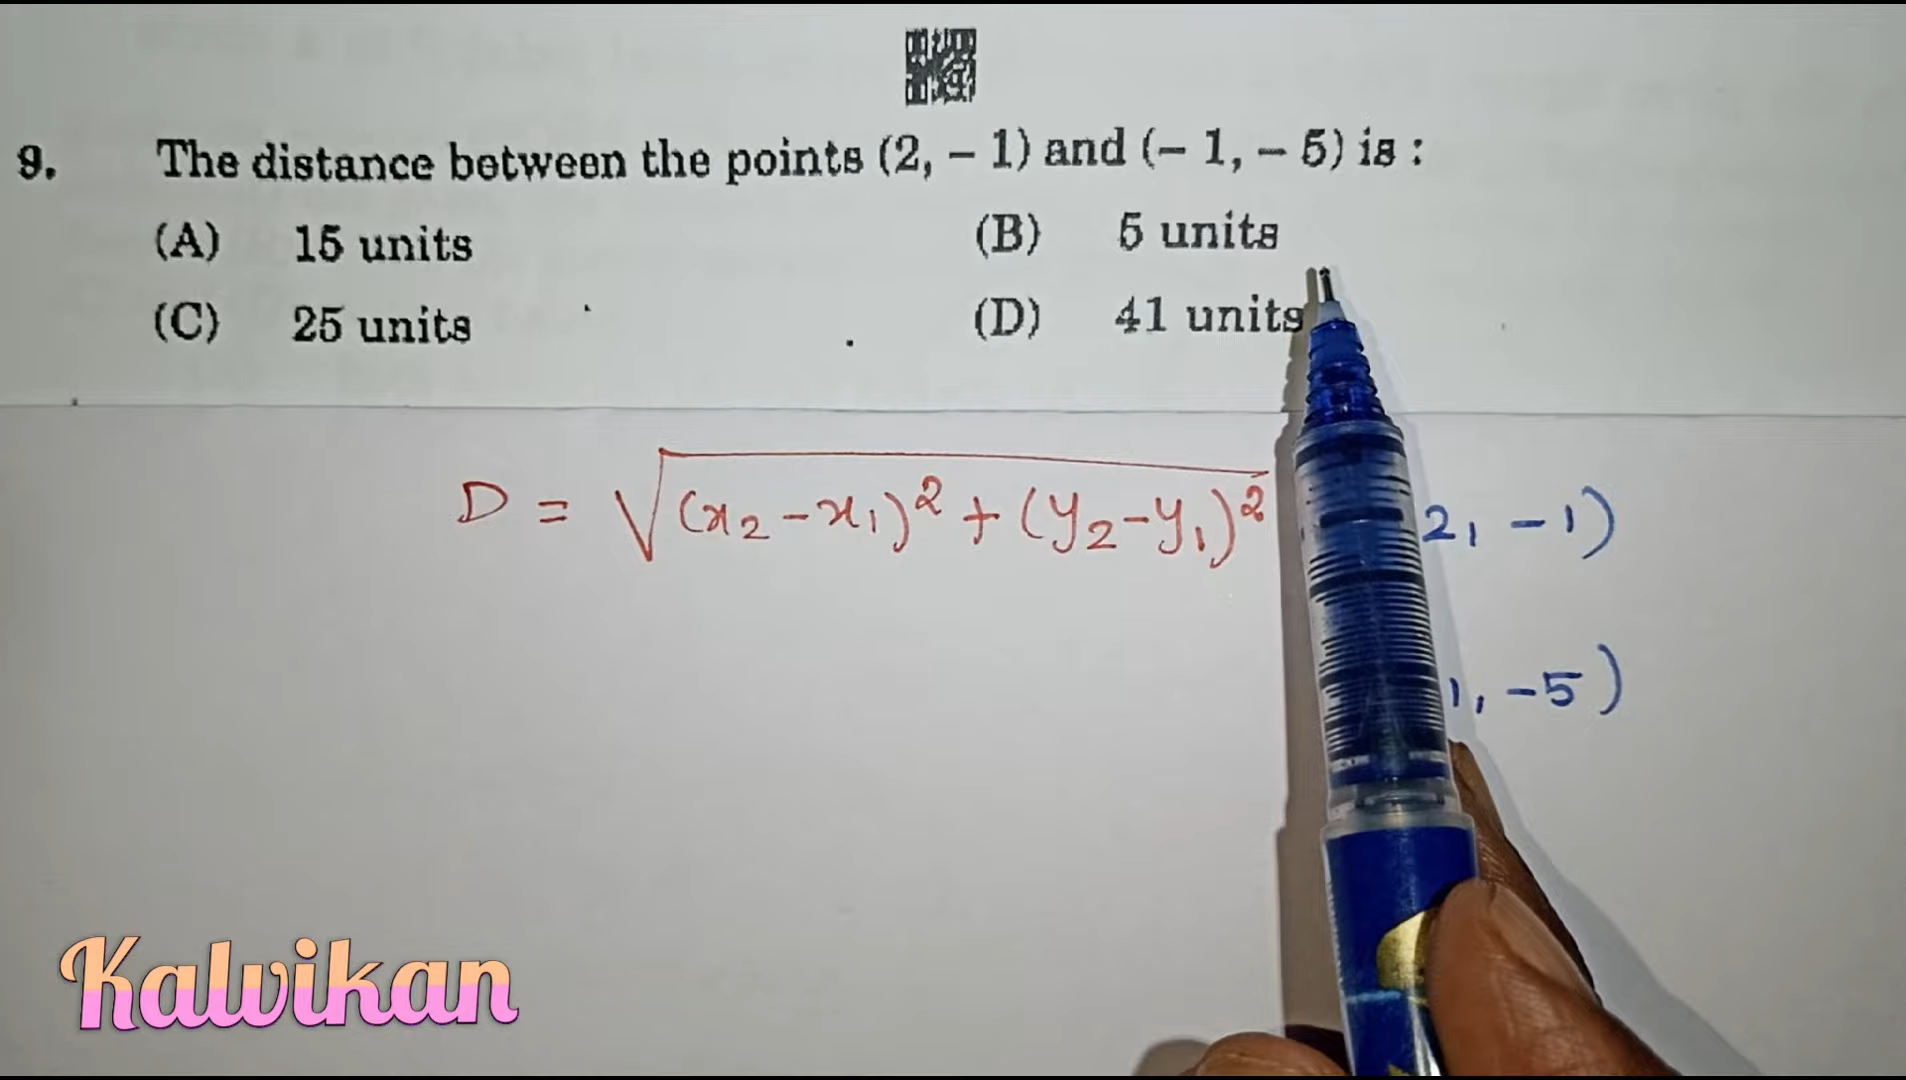 9. The distance between the points (2, – 1) and (– 1, – 5) is :
(A) 15 units (B) 5 units
(C) 25 units (D) 41 units
D = √(x₂-x₁)² + (y₂-y₁)² 2, -1)
1, -5)
Kalvikan